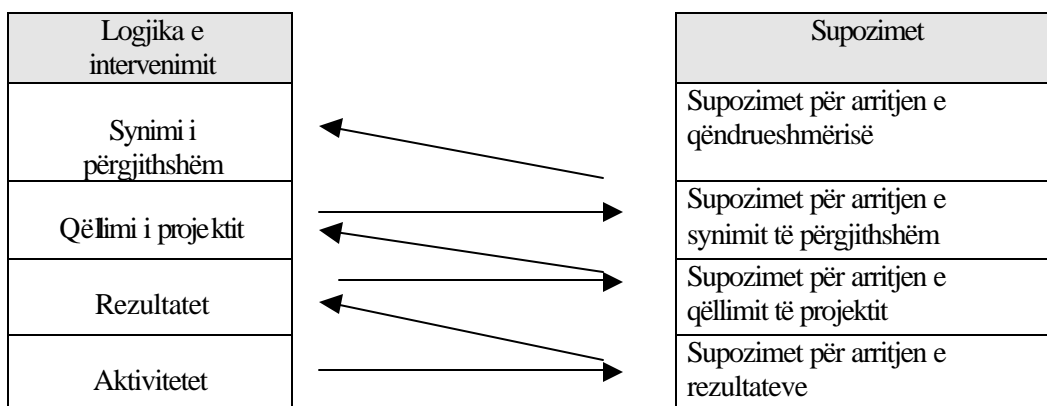 Logjika e
intervenimit
Supozimet
Synimi i
përgjithshëm
Supozimet për arritjen e
qëndrueshmërisë
Qëllimi i projektit
Supozimet për arritjen e
synimit të përgjithshëm
Rezultatet
Supozimet për arritjen e
qëllimit të projektit
Aktivitetet
Supozimet për arritjen e
rezultateve